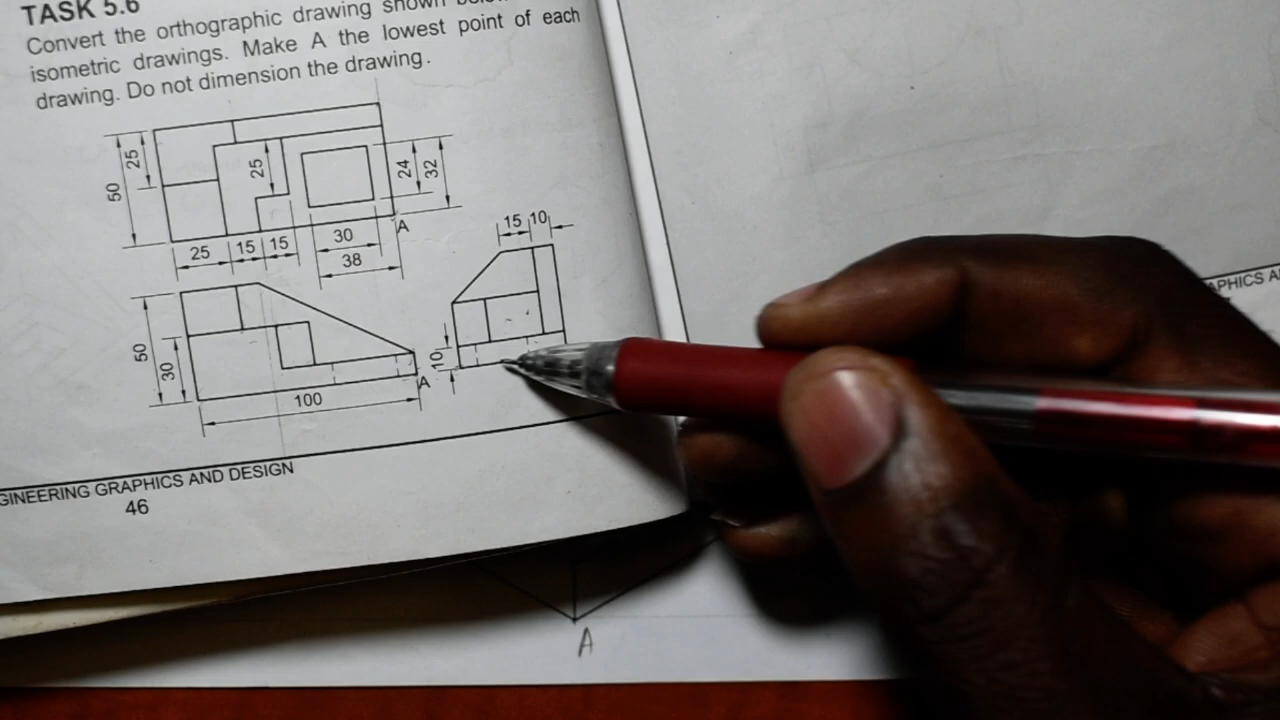 TASK 5.6
Convert the orthographic drawing shown
isometric drawings. Make A the lowest point of each
drawing. Do not dimension the drawing.
25
50
25
24
32
A
25
15
15
30
38
15
10
50
30
10
A
100
GINEERING GRAPHICS AND DESIGN
46
A